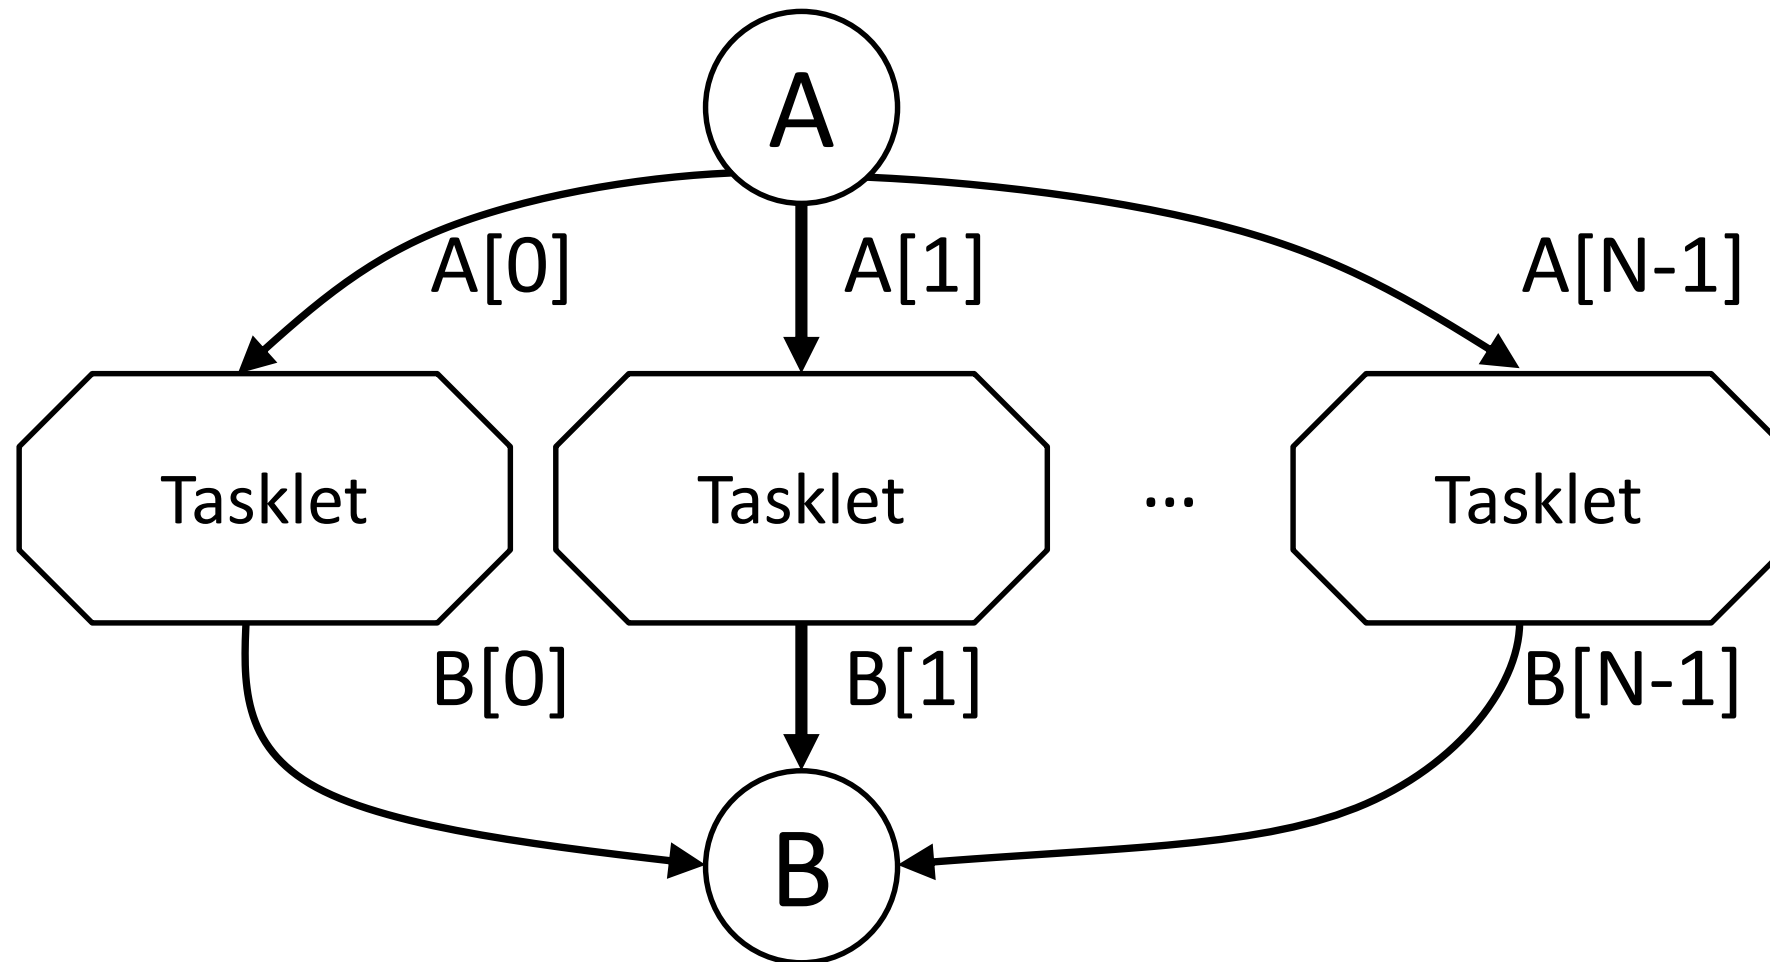 A
A[0] A[1] A[N-1]
Tasklet Tasklet ... Tasklet
B[0] B[1] B[N-1]
B